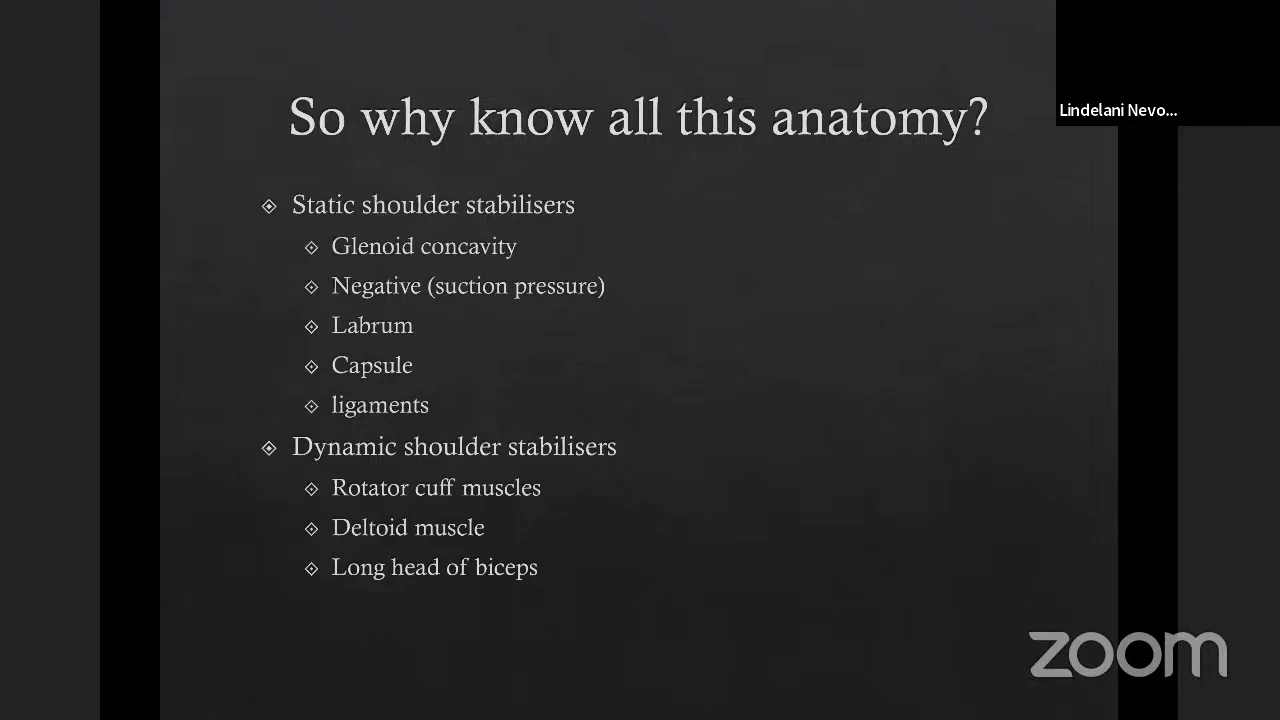 So why know all this anatomy?
Lindelani Nevo...
Static shoulder stabilisers
Glenoid concavity
Negative (suction pressure)
Labrum
Capsule
ligaments
Dynamic shoulder stabilisers
Rotator cuff muscles
Deltoid muscle
Long head of biceps
zoom